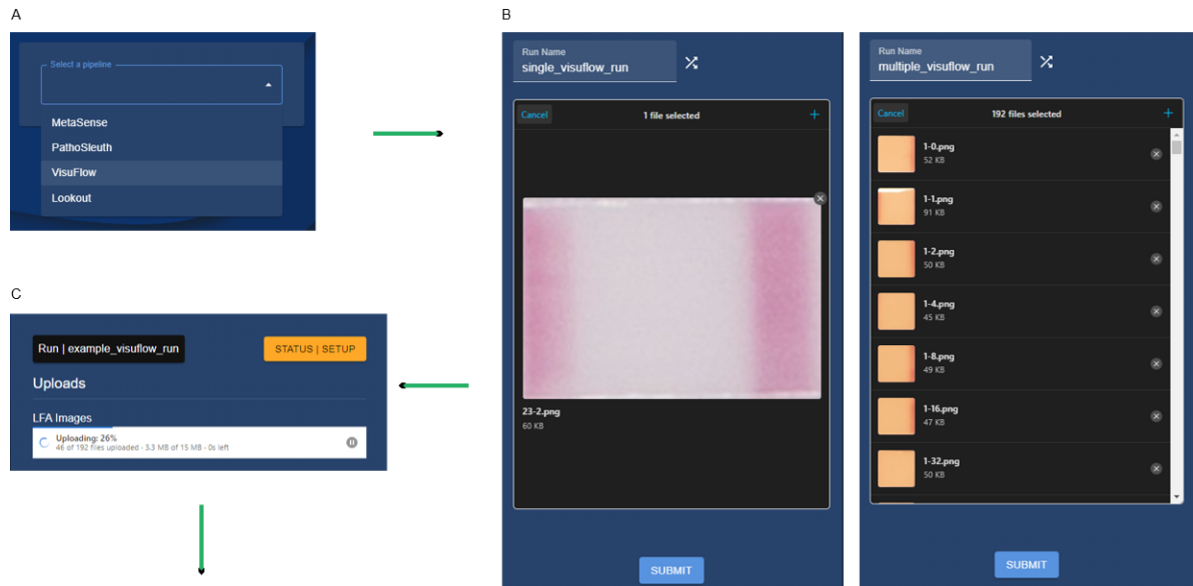 A
Select a pipeline
MetaSense
PathoSleuth
VisuFlow
Lookout
B
Run Name
single_visuflow_run
Cancel
1 file selected
+
23-2.png
60 KB
SUBMIT
Run Name
multiple_visuflow_run
Cancel
192 files selected
+
1-0.png
52 KB
1-1.png
91 KB
1-2.png
50 KB
1-4.png
45 KB
1-8.png
49 KB
1-16.png
47 KB
1-32.png
50 KB
SUBMIT
C
Run | example_visuflow_run
STATUS | SETUP
Uploads
LFA Images
Uploading: 26%
46 of 192 files uploaded - 3.3 MB of 15 MB - 0s left